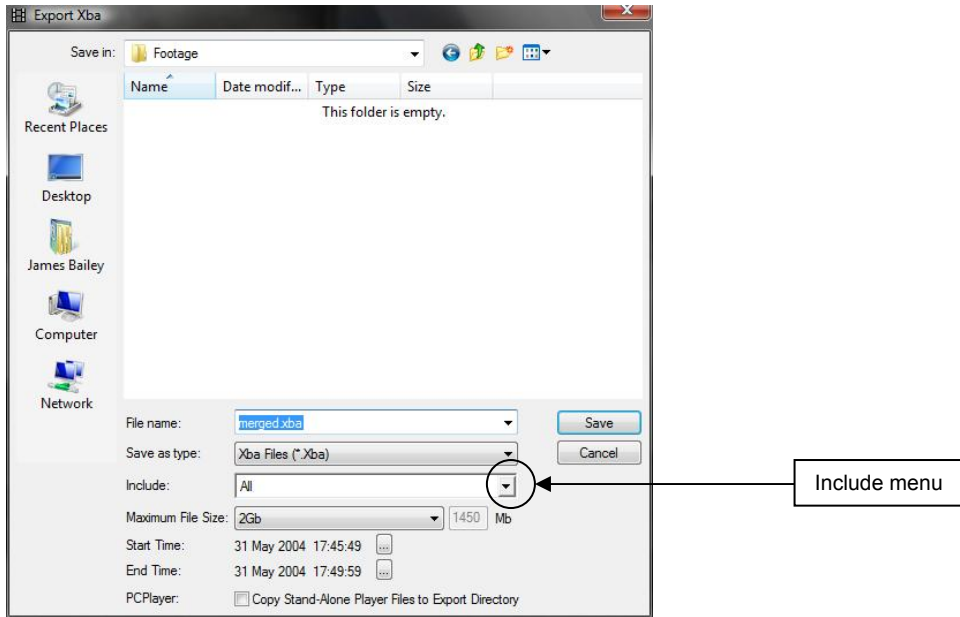 Export Xba
Save in: Footage
Name Date modif... Type Size
This folder is empty.
Recent Places
Desktop
James Bailey
Computer
Network
File name: merged.xba Save
Save as type: Xba Files (*.Xba) Cancel
Include: All
Include menu
Maximum File Size: 2Gb 1450 Mb
Start Time: 31 May 2004 17:45:49 ...
End Time: 31 May 2004 17:49:59 ...
PCPlayer: Copy Stand-Alone Player Files to Export Directory